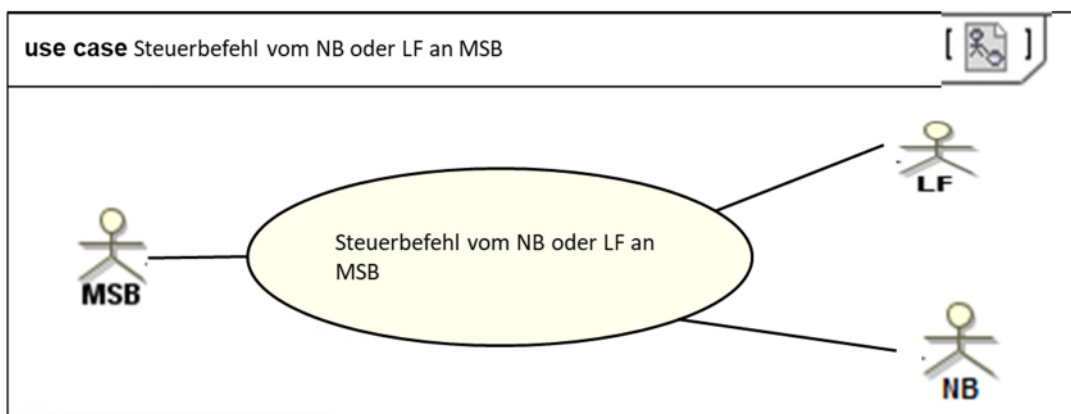 use case Steuerbefehl vom NB oder LF an MSB
[ ]
LF
Steuerbefehl vom NB oder LF an
MSB
MSB
NB